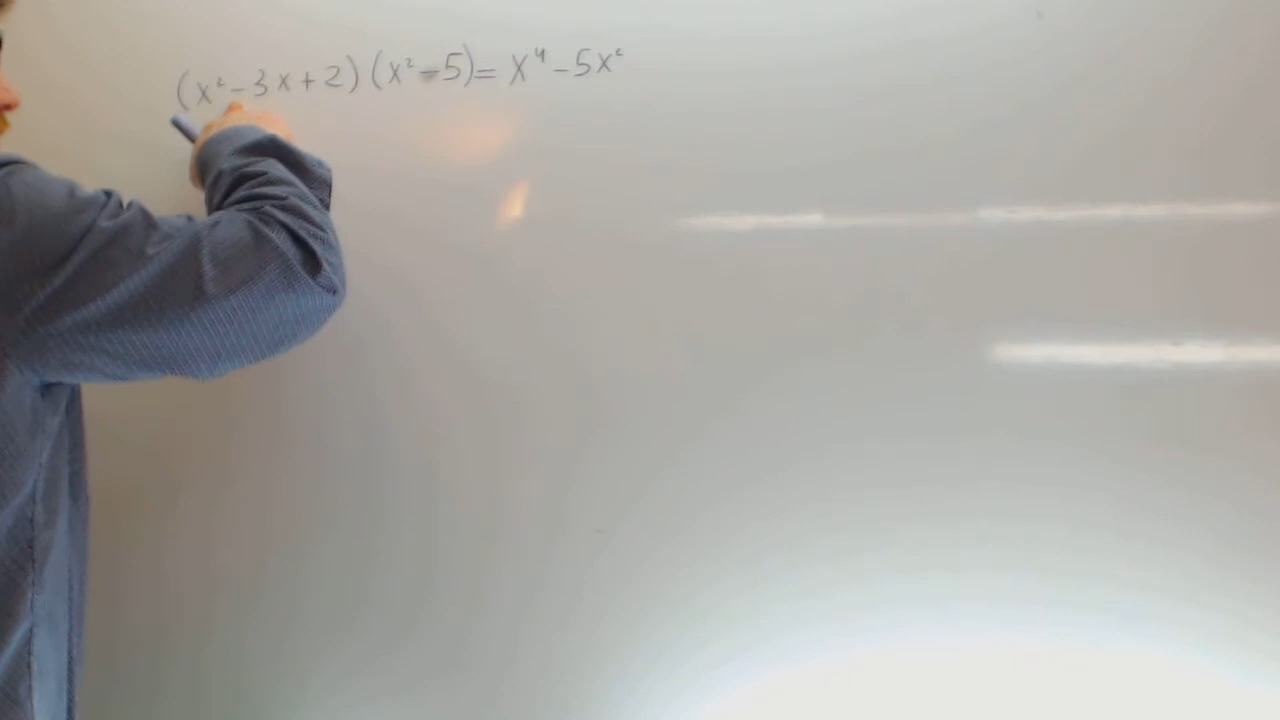 (x² - 3x + 2) (x² - 5) = x⁴ - 5x²